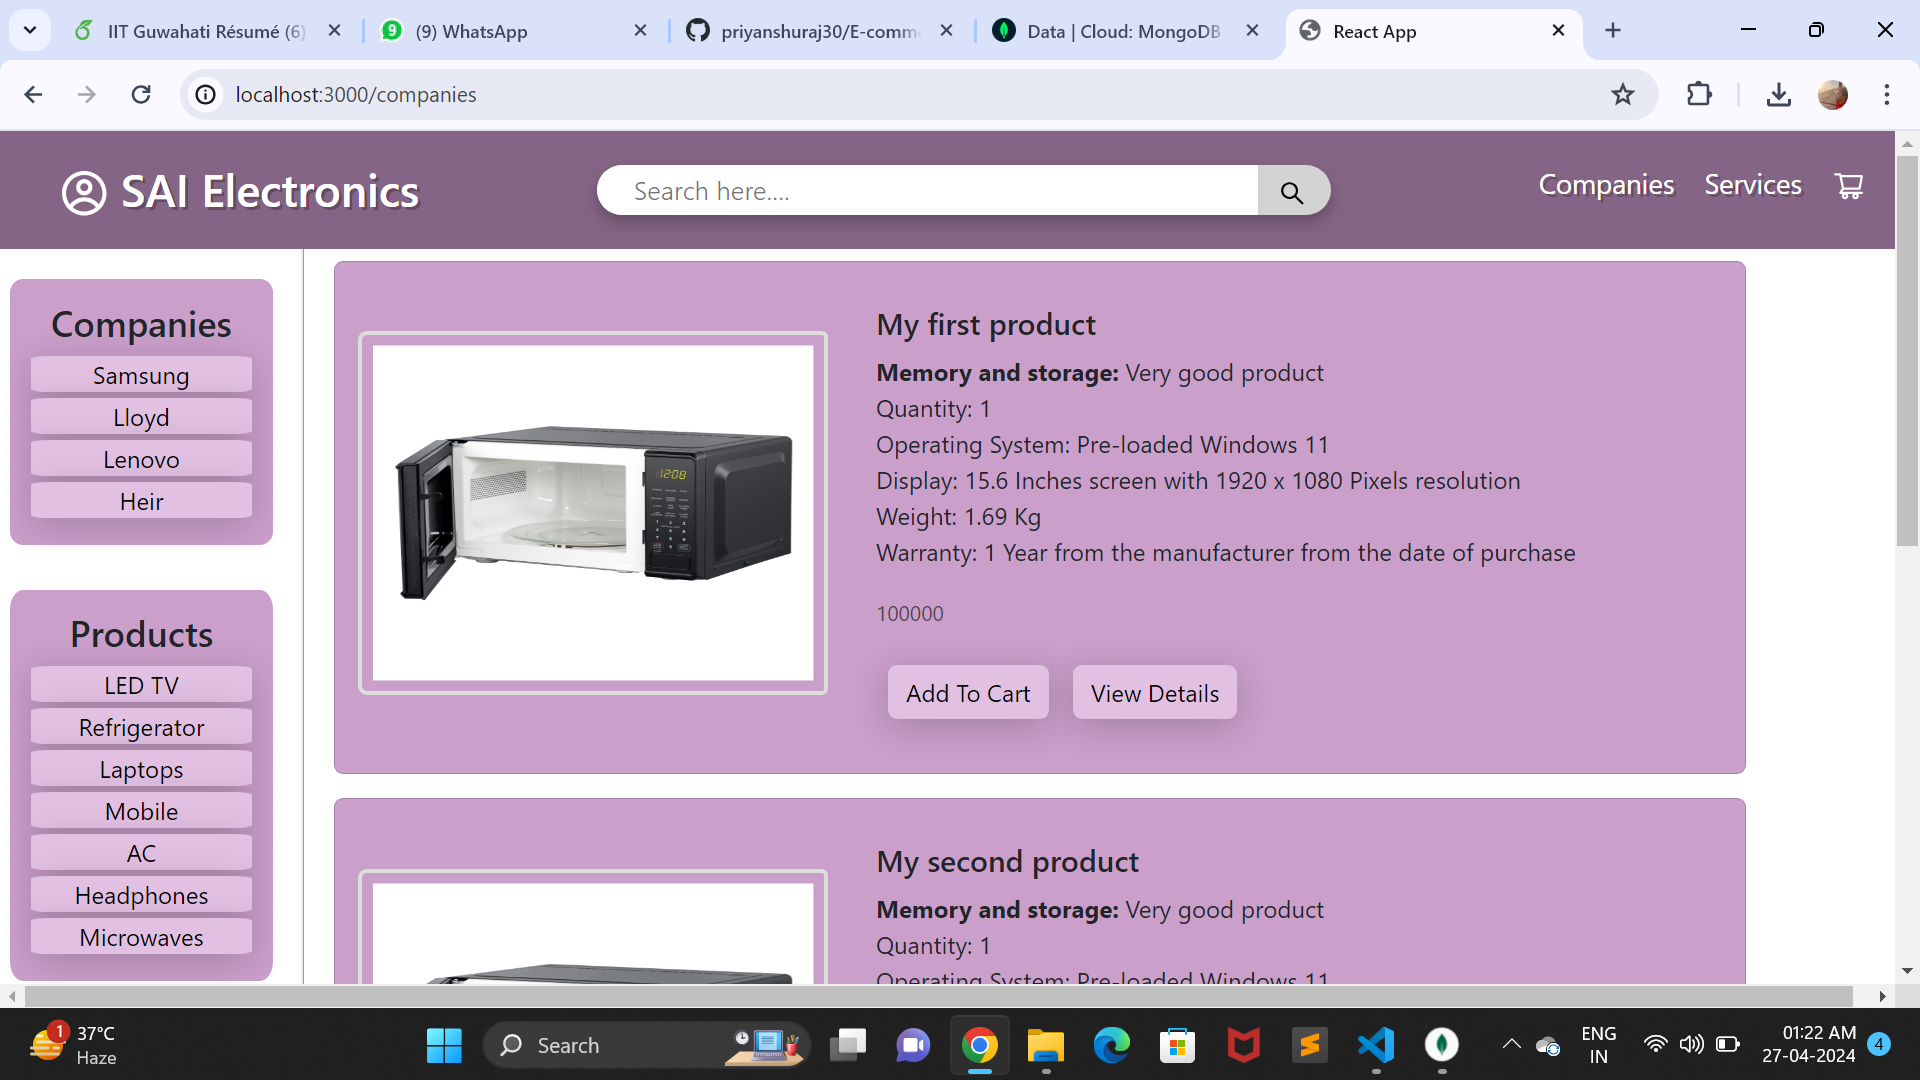 IIT Guwahati Résumé (6)
(9) WhatsApp
priyanshuraj30/E-comme
Data | Cloud: MongoDB
React App
localhost:3000/companies
SAI Electronics
Search here....
Companies
Services
Companies
Samsung
Lloyd
Lenovo
Heir
Products
LED TV
Refrigerator
Laptops
Mobile
AC
Headphones
Microwaves
12:08
My first product
Memory and storage: Very good product
Quantity: 1
Operating System: Pre-loaded Windows 11
Display: 15.6 Inches screen with 1920 x 1080 Pixels resolution
Weight: 1.69 Kg
Warranty: 1 Year from the manufacturer from the date of purchase
100000
Add To Cart
View Details
My second product
Memory and storage: Very good product
Quantity: 1
Operating System: Pre-loaded Windows 11
1
37°C
Haze
Search
ENG
IN
01:22 AM
27-04-2024
4